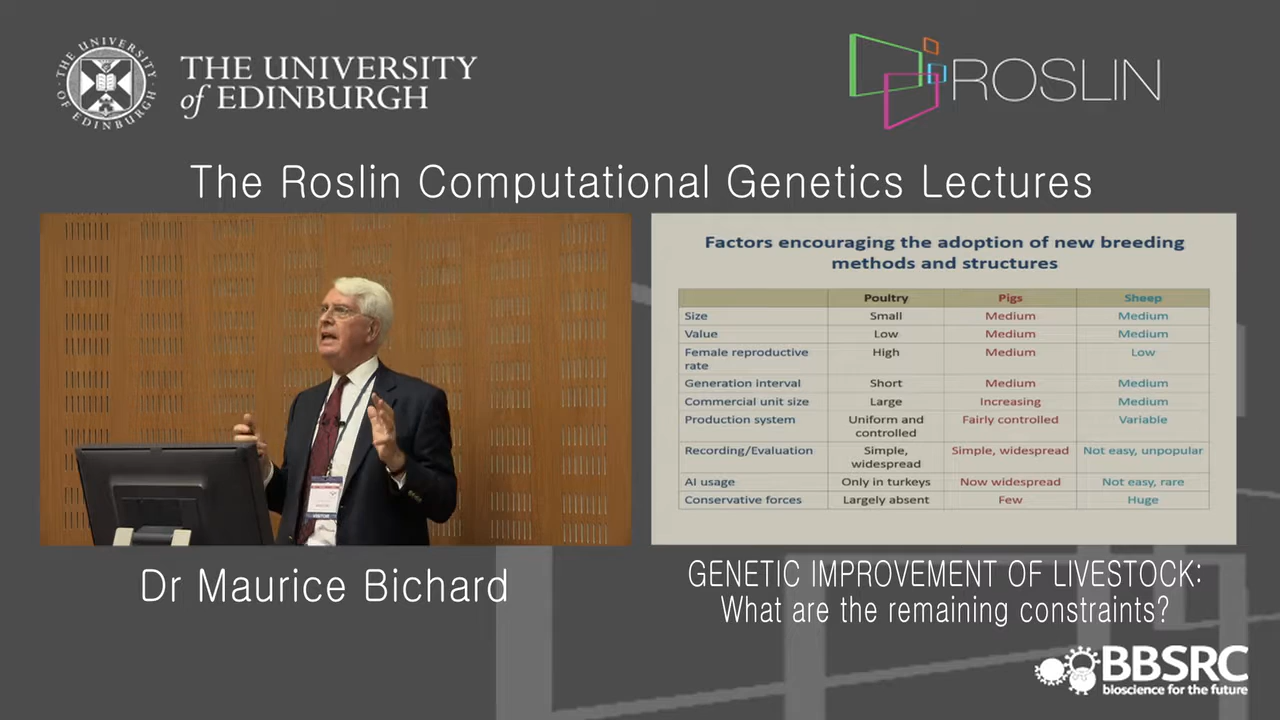 THE UNIVERSITY
of EDINBURGH
THE UNIVERSITY OF EDINBURGH
ROSLIN
The Roslin Computational Genetics Lectures
Factors encouraging the adoption of new breeding
methods and structures
Poultry Pigs Sheep
Size Small Medium Medium
Value Low Medium Medium
Female reproductive rate High Medium Low
Generation interval Short Medium Medium
Commercial unit size Large Increasing Medium
Production system Uniform and controlled Fairly controlled Variable
Recording/Evaluation Simple, widespread Simple, widespread Not easy, unpopular
AI usage Only in turkeys Now widespread Not easy, rare
Conservative forces Largely absent Few Huge
Dr Maurice Bichard
GENETIC IMPROVEMENT OF LIVESTOCK:
What are the remaining constraints?
BBSRC
bioscience for the future